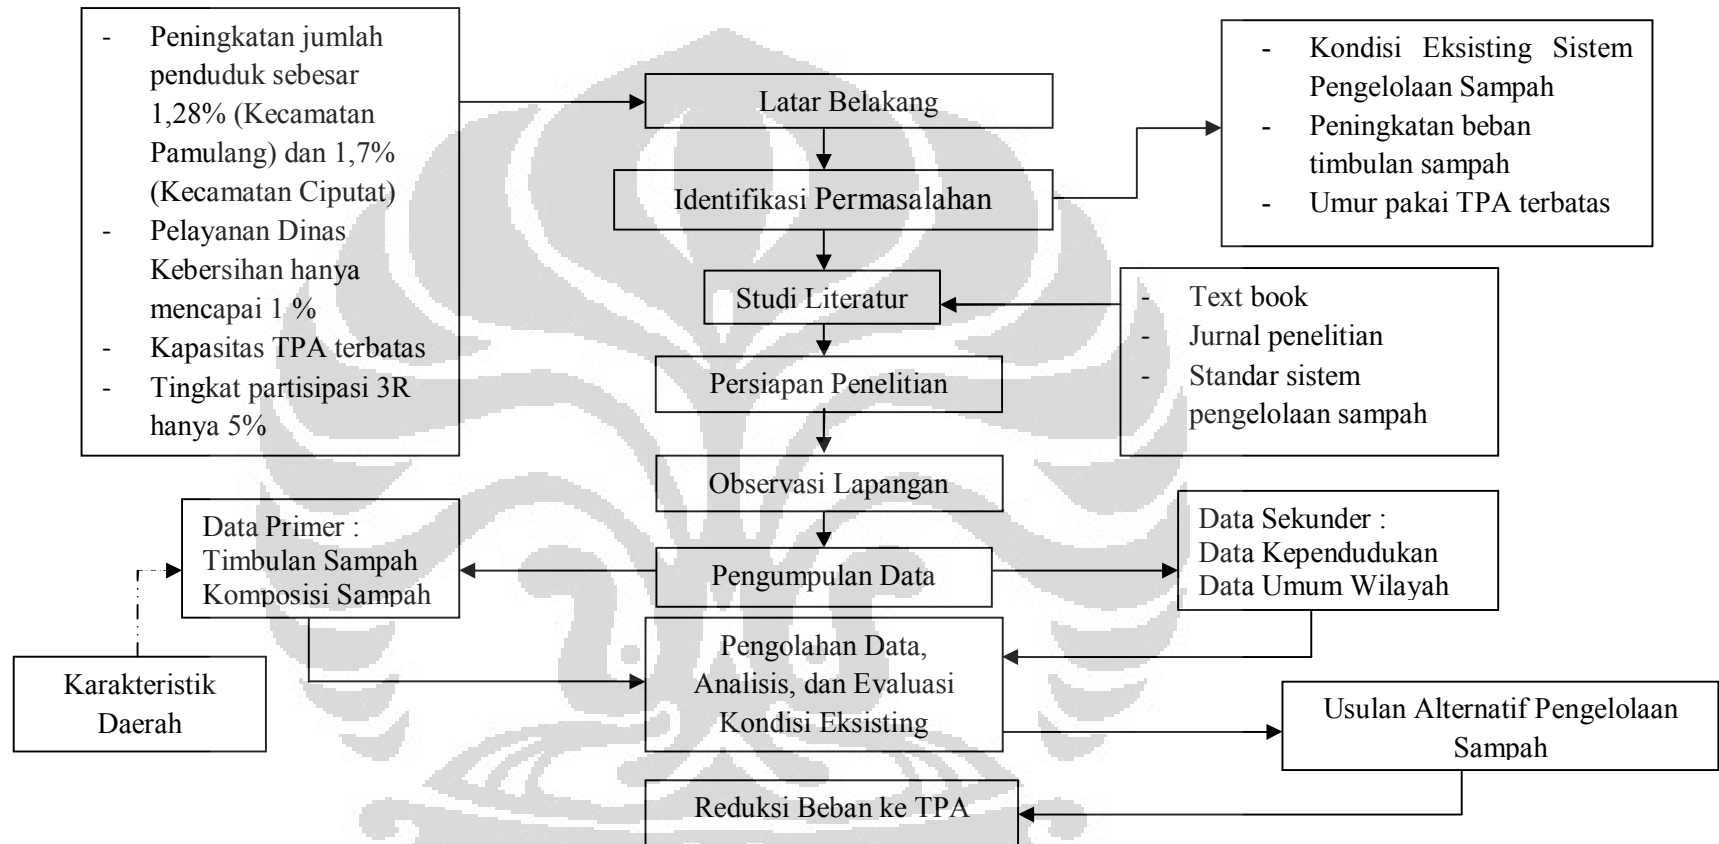 - Peningkatan jumlah
penduduk sebesar
1,28% (Kecamatan
Pamulang) dan 1,7%
(Kecamatan Ciputat)
- Pelayanan Dinas
Kebersihan hanya
mencapai 1 %
- Kapasitas TPA terbatas
- Tingkat partisipasi 3R
hanya 5%
Latar Belakang
Identifikasi Permasalahan
- Kondisi Eksisting Sistem
Pengelolaan Sampah
- Peningkatan beban
timbulan sampah
- Umur pakai TPA terbatas
Studi Literatur
- Text book
- Jurnal penelitian
- Standar sistem
pengelolaan sampah
Persiapan Penelitian
Observasi Lapangan
Pengumpulan Data
Data Primer :
Timbulan Sampah
Komposisi Sampah
Data Sekunder :
Data Kependudukan
Data Umum Wilayah
Karakteristik
Daerah
Pengolahan Data,
Analisis, dan Evaluasi
Kondisi Eksisting
Usulan Alternatif Pengelolaan
Sampah
Reduksi Beban ke TPA